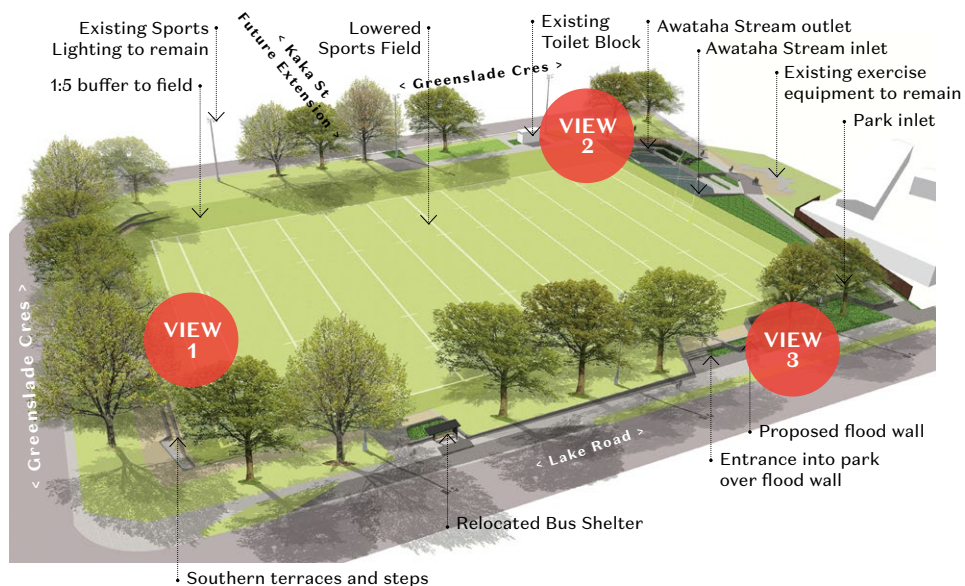 Existing Sports
Lighting to remain
1:5 buffer to field
< Kaka St
Future Extension >
Lowered
Sports Field
< Greenslade Cres >
Existing
Toilet Block
Awataha Stream outlet
Awataha Stream inlet
Existing exercise
equipment to remain
Park inlet
VIEW
2
< Greenslade Cres >
VIEW
1
VIEW
3
< Lake Road >
Proposed flood wall
Entrance into park
over flood wall
Relocated Bus Shelter
Southern terraces and steps